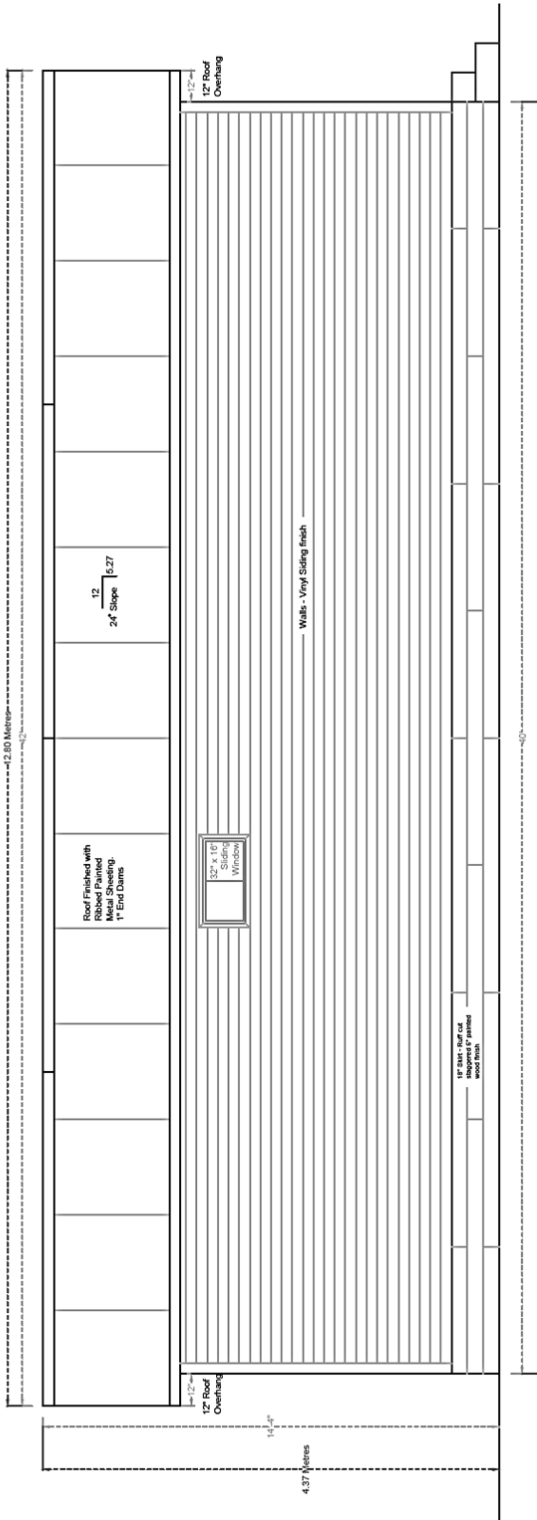 12.80 Metres
42'
12"
12" Roof
Overhang
Roof Finished with
Ribbed Painted
Metal Sheeting.
1" End Dams
12
5.27
24° Slope
32" x 16"
Sliding
Window
Walls - Vinyl Siding finish
12"
12" Roof
Overhang
18" Skirt - Ruff cut
staggered 6" painted
wood finish
40'
14'-4"
4.37 Metres